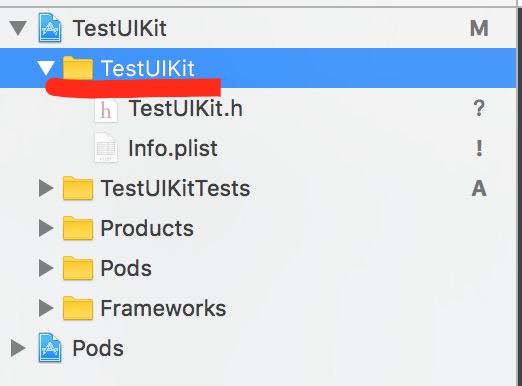 TestUIKit M
TestUIKit
h TestUIKit.h ?
Info.plist !
TestUIKitTests A
Products
Pods
Frameworks
Pods